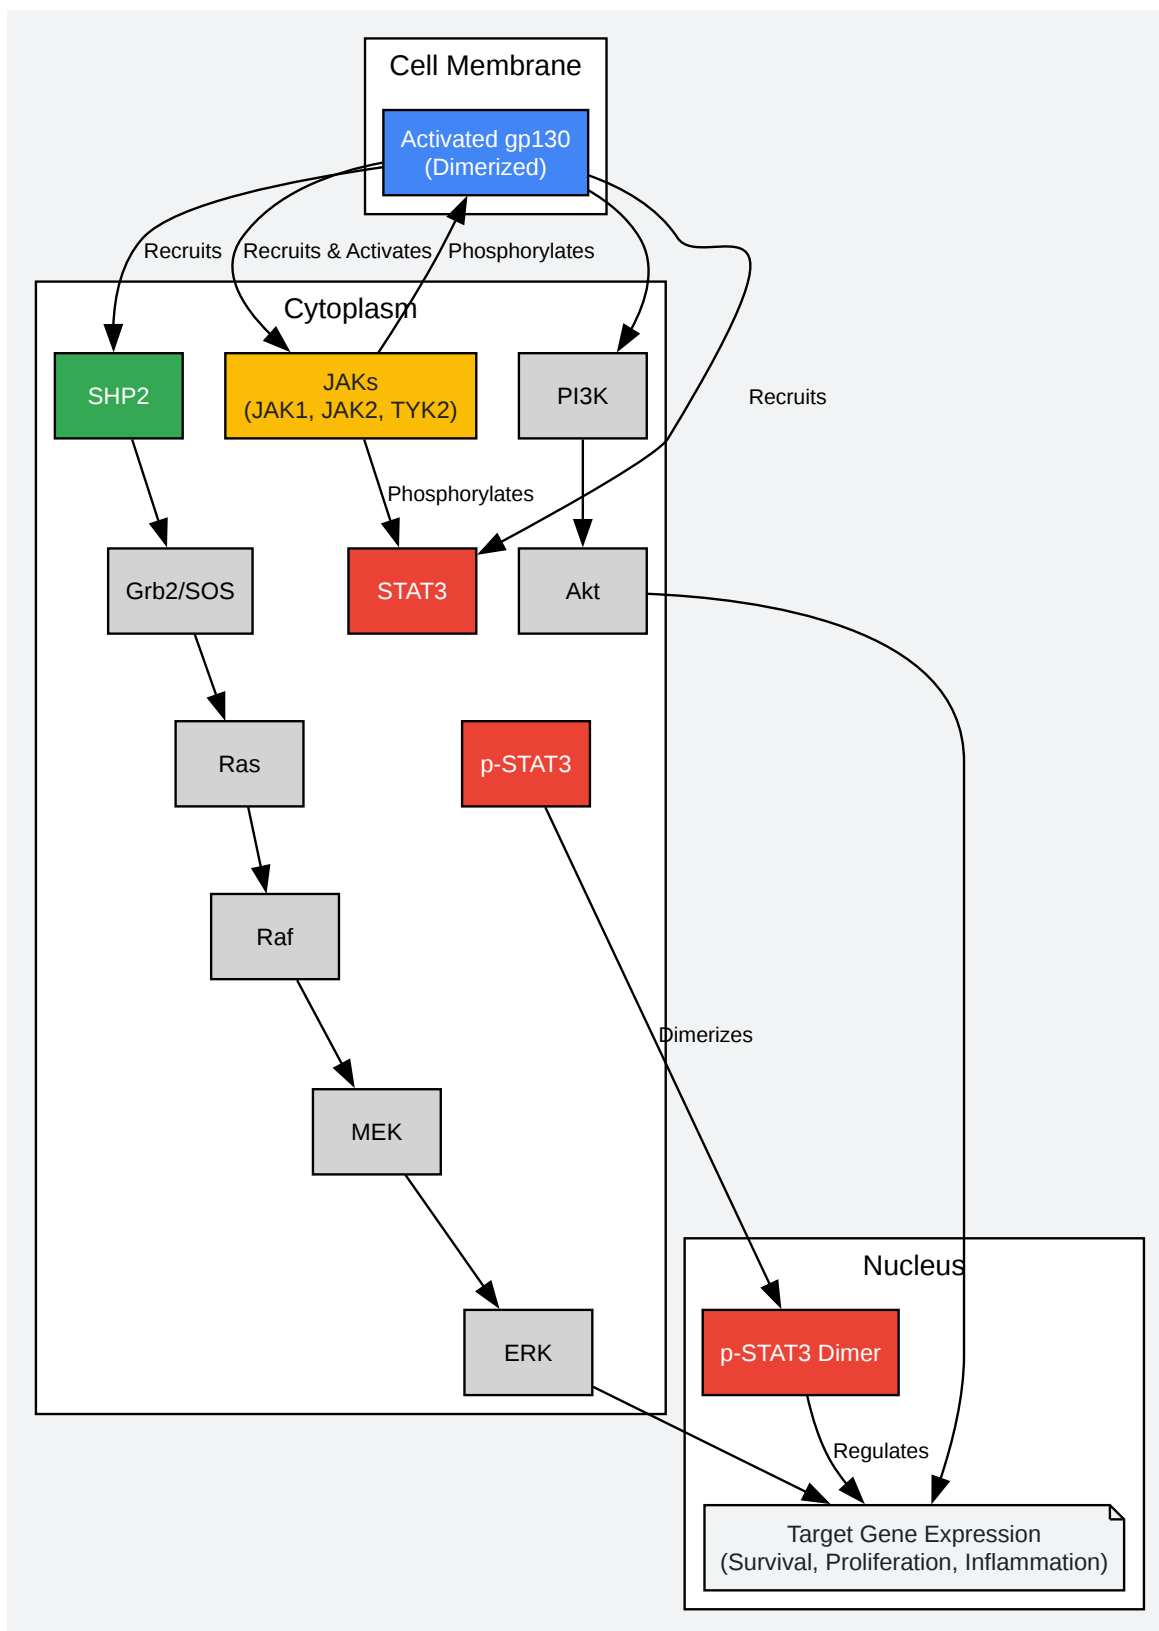 Cell Membrane
Activated gp130
(Dimerized)
Recruits
Recruits & Activates
Phosphorylates
Cytoplasm
SHP2
JAKs
(JAK1, JAK2, TYK2)
PI3K
Recruits
Phosphorylates
Grb2/SOS
STAT3
Akt
Ras
p-STAT3
Raf
Dimerizes
MEK
Nucleus
ERK
p-STAT3 Dimer
Regulates
Target Gene Expression
(Survival, Proliferation, Inflammation)